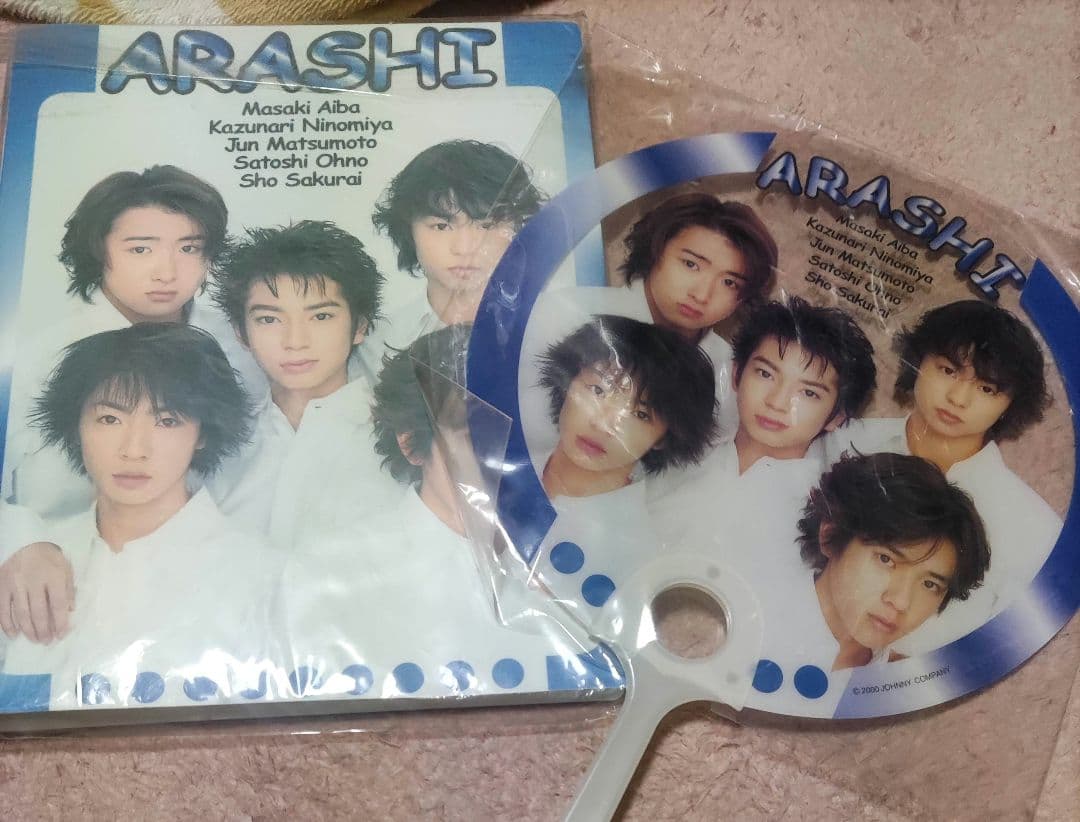 ARASHI
Masaki Aiba
Kazunari Ninomiya
Jun Matsumoto
Satoshi Ohno
Sho Sakurai
ARASHI
Masaki Aiba
Kazunari Ninomiya
Jun Matsumoto
Satoshi Ohno
Sho Sakurai
© 2000 JOHNNY COMPANY